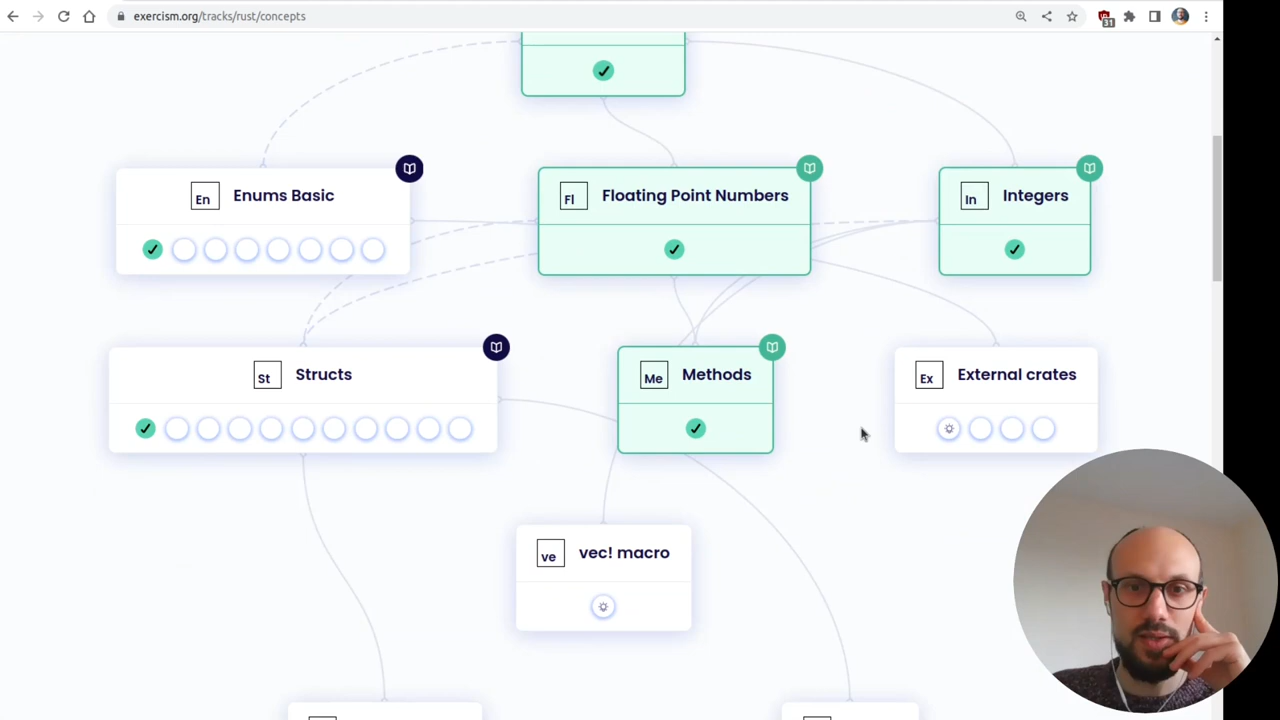 exercism.org/tracks/rust/concepts
31
En Enums Basic
Fl Floating Point Numbers
In Integers
St Structs
Me Methods
Ex External crates
ve vec! macro